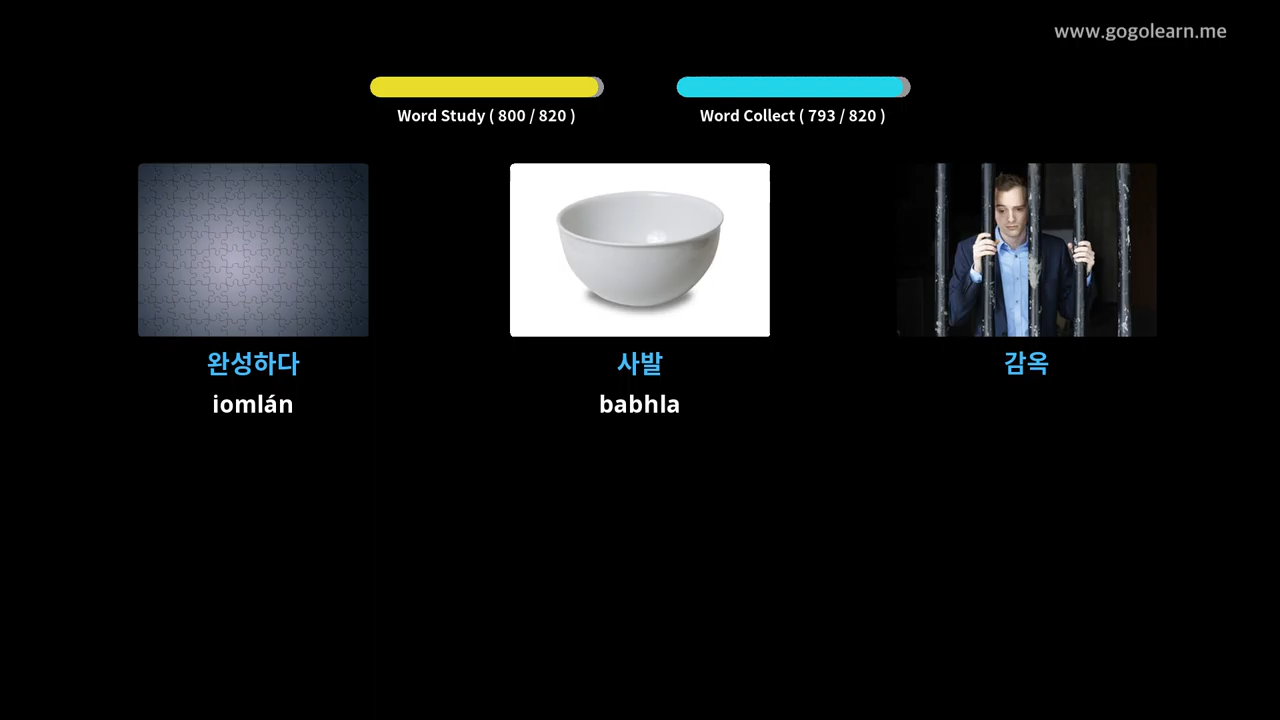 www.gogolearn.me
Word Study ( 800 / 820 )
Word Collect ( 793 / 820 )
완성하다
사발
감옥
iomlán
babhla